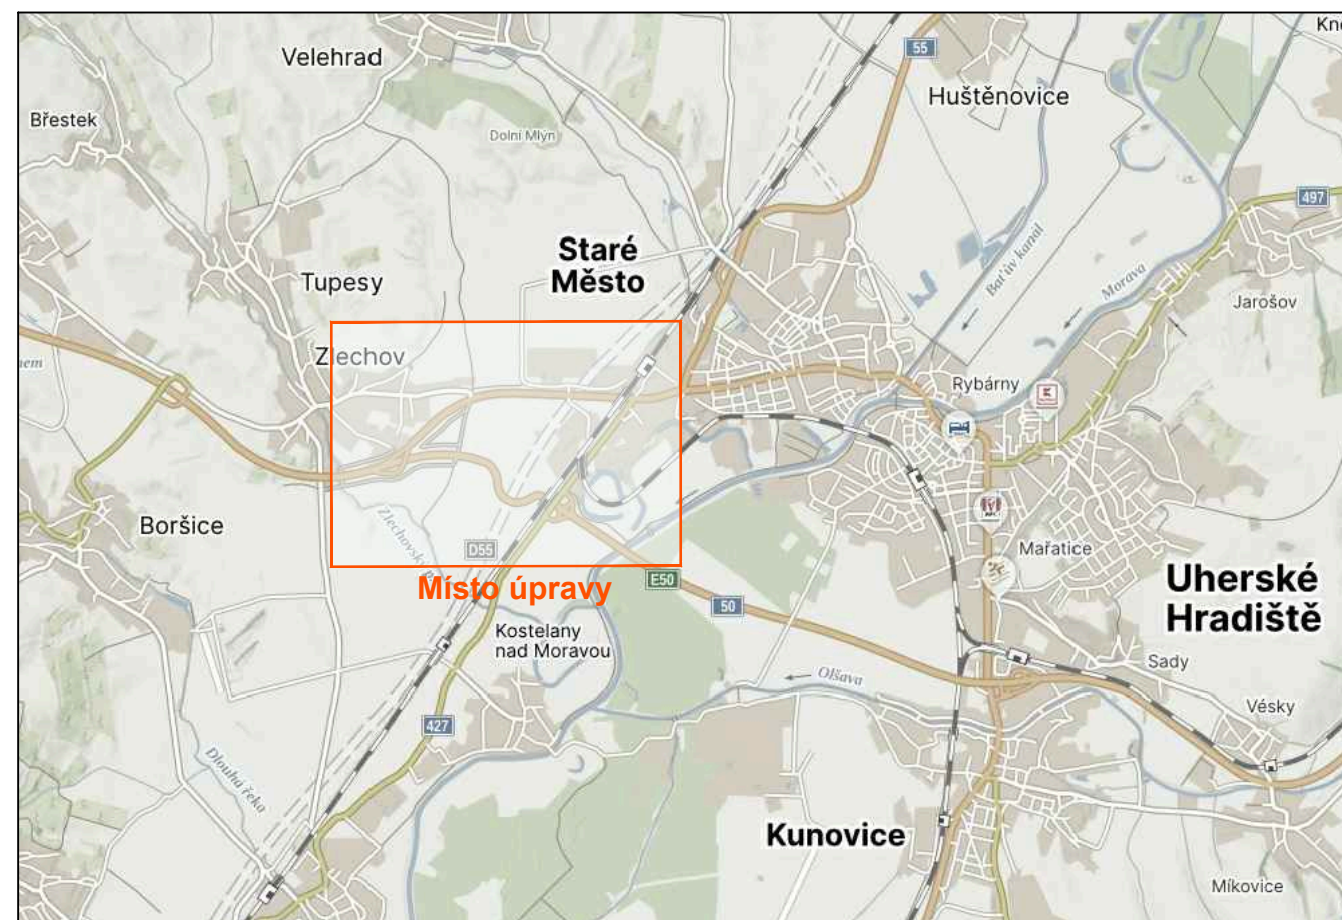 Kn
Velehrad
55
Huštěnovice
Břestek
Dolní Mlýn
497
Staré
Město
Baťův kanál
Morava
Tupesy
Jarošov
Zlechov
Rybárny
K
Boršice
Zlechovský p
D55
Mařatice
Místo úpravy
E50
50
Uherské
Hradiště
Kostelany
nad Moravou
Sady
Olšava
Vésky
427
Dlouhá řeka
Kunovice
Míkovice